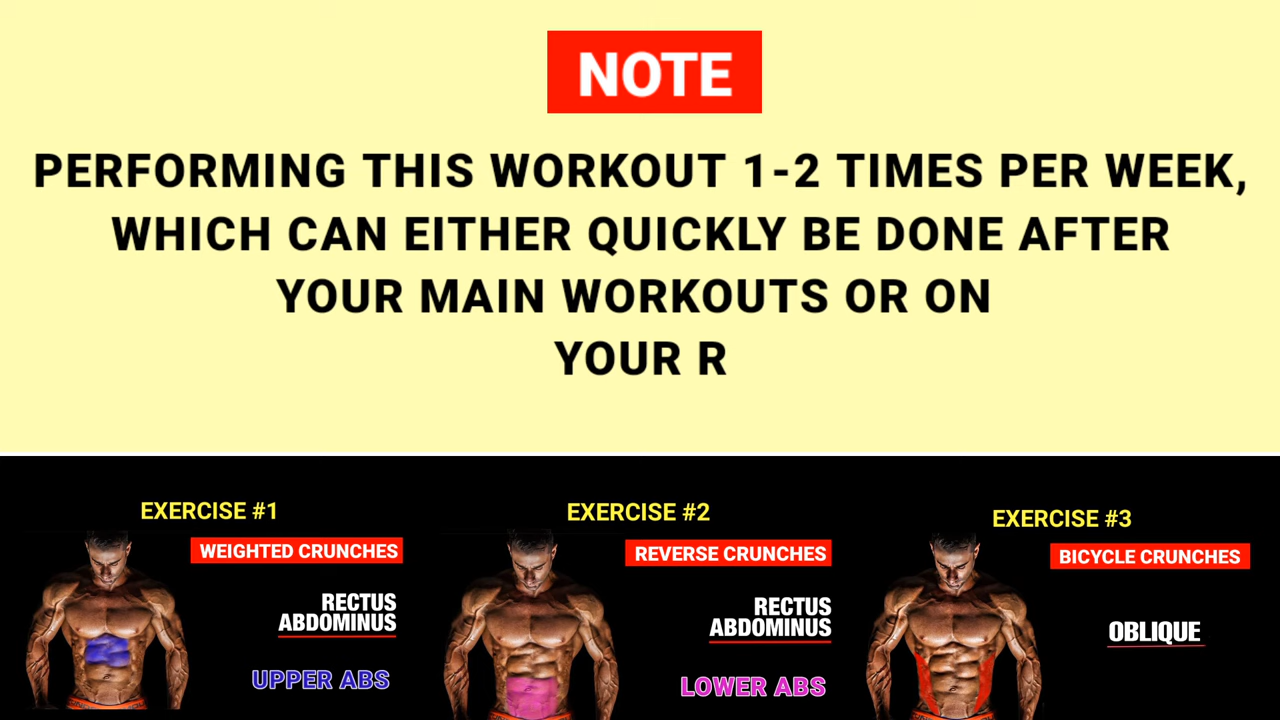 NOTE
PERFORMING THIS WORKOUT 1-2 TIMES PER WEEK,
WHICH CAN EITHER QUICKLY BE DONE AFTER
YOUR MAIN WORKOUTS OR ON
YOUR R
EXERCISE #1
WEIGHTED CRUNCHES
RECTUS
ABDOMINUS
UPPER ABS
EXERCISE #2
REVERSE CRUNCHES
RECTUS
ABDOMINUS
LOWER ABS
EXERCISE #3
BICYCLE CRUNCHES
OBLIQUE